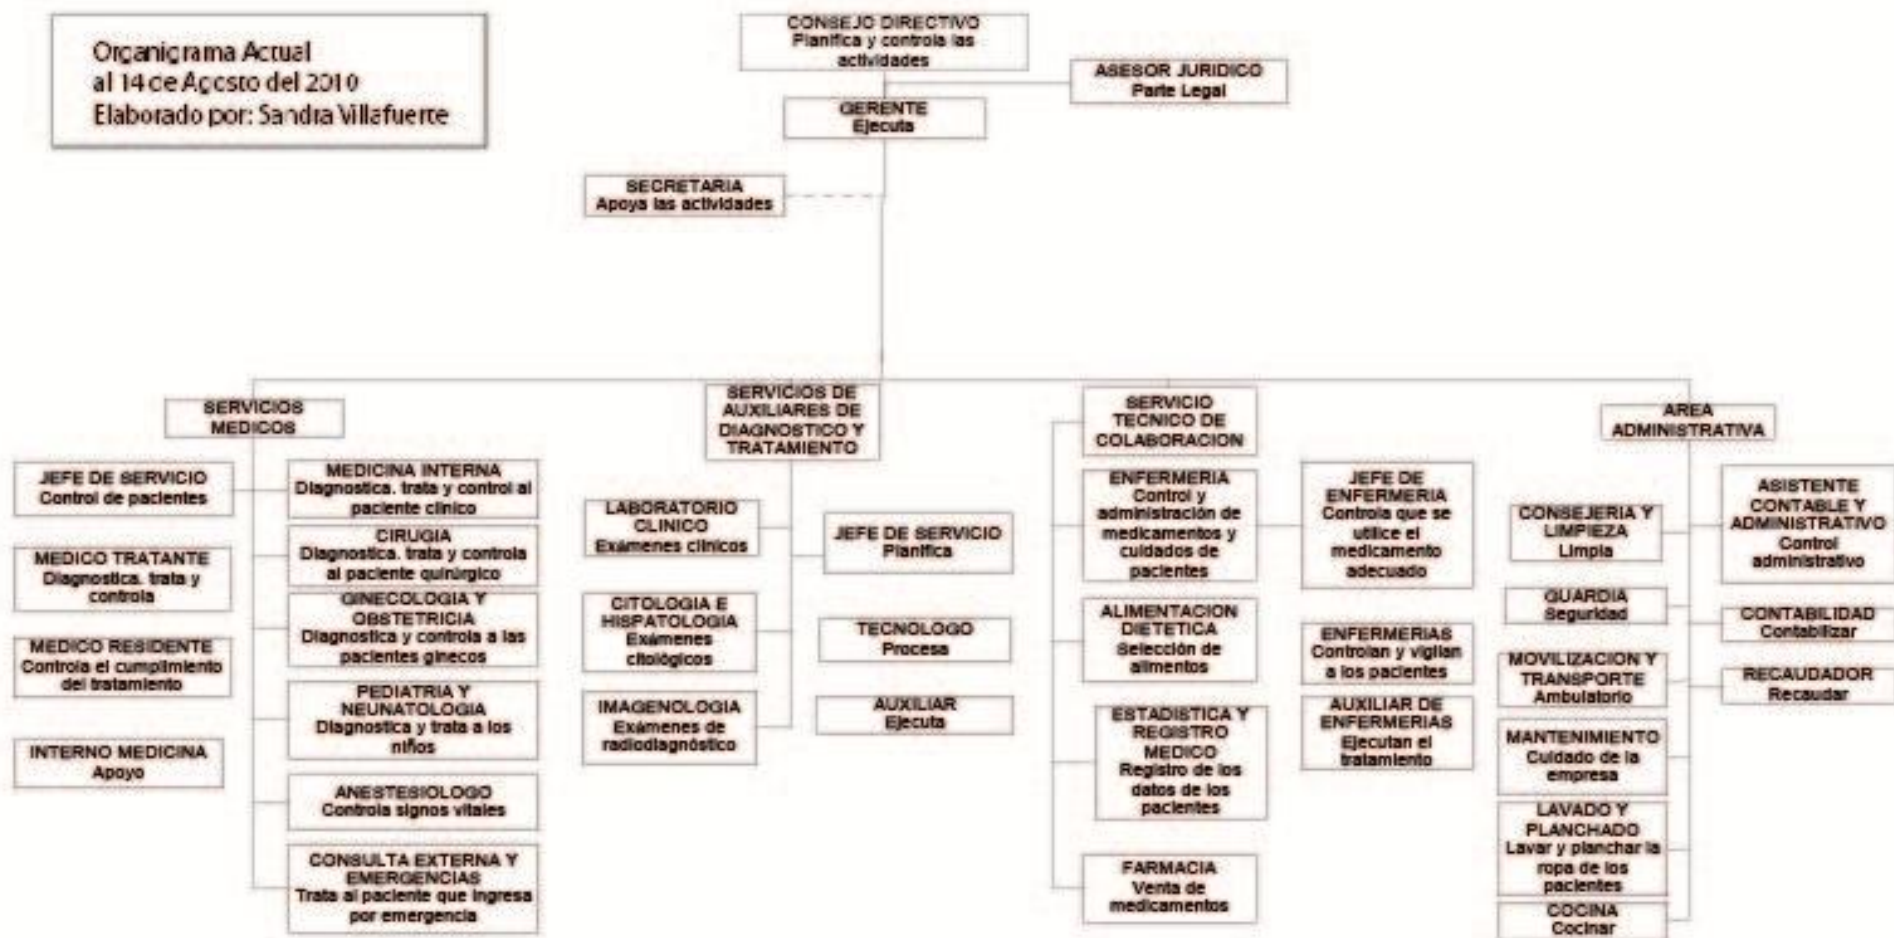 Organigrama Actual
al 14 de Agosto del 2010
Elaborado por: Sandra Villafuerte
CONSEJO DIRECTIVO
Planifica y controla las
actividades
ASESOR JURIDICO
Parte Legal
GERENTE
Ejecuta
SECRETARIA
Apoya las actividades
SERVICIOS
MEDICOS
JEFE DE SERVICIO
Control de pacientes
MEDICO TRATANTE
Diagnostica. trata y
controla
MEDICO RESIDENTE
Controla el cumplimiento
del tratamiento
INTERNO MEDICINA
Apoyo
MEDICINA INTERNA
Diagnostica. trata y control al
paciente clínico
CIRUGIA
Diagnostica. trata y controla
al paciente quirúrgico
GINECOLOGIA Y
OBSTETRICIA
Diagnostica y controla a las
pacientes ginecos
PEDIATRIA Y
NEUNATOLOGIA
Diagnostica y trata a los
niños
ANESTESIOLOGO
Controla signos vitales
CONSULTA EXTERNA Y
EMERGENCIAS
Trata al paciente que ingresa
por emergencia
SERVICIOS DE
AUXILIARES DE
DIAGNOSTICO Y
TRATAMIENTO
LABORATORIO
CLINICO
Exámenes clínicos
CITOLOGIA E
HISPATOLOGIA
Exámenes
citológicos
IMAGENOLOGIA
Exámenes de
radiodiagnóstico
JEFE DE SERVICIO
Planifica
TECNOLOGO
Procesa
AUXILIAR
Ejecuta
SERVICIO
TECNICO DE
COLABORACION
ENFERMERIA
Control y
administración de
medicamentos y
cuidados de
pacientes
ALIMENTACION
DIETETICA
Selección de
alimentos
ESTADISTICA Y
REGISTRO
MEDICO
Registro de los
datos de los
pacientes
FARMACIA
Venta de
medicamentos
JEFE DE
ENFERMERIA
Controla que se
utilice el
medicamento
adecuado
ENFERMERIAS
Controlan y vigilan
a los pacientes
AUXILIAR DE
ENFERMERIAS
Ejecutan el
tratamiento
AREA
ADMINISTRATIVA
CONSEJERIA Y
LIMPIEZA
Limpia
GUARDIA
Seguridad
MOVILIZACION Y
TRANSPORTE
Ambulatorio
MANTENIMIENTO
Cuidado de la
empresa
LAVADO Y
PLANCHADO
Lavar y planchar la
ropa de los
pacientes
COCINA
Cocinar
ASISTENTE
CONTABLE Y
ADMINISTRATIVO
Control
administrativo
CONTABILIDAD
Contabilizar
RECAUDADOR
Recaudar